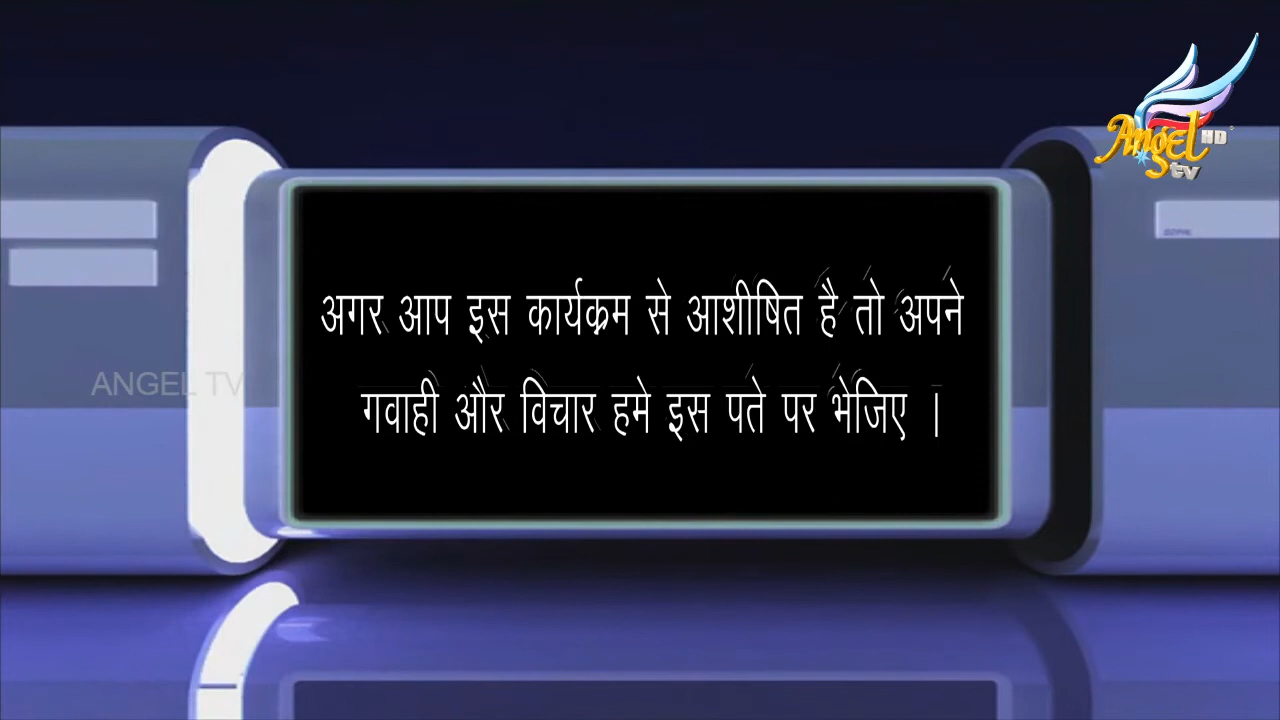 Angel HD
tv
अगर आप इस कार्यक्रम से आशीषित है तो अपने
ANGEL TV
गवाही और विचार हमे इस पते पर भेजिए ।